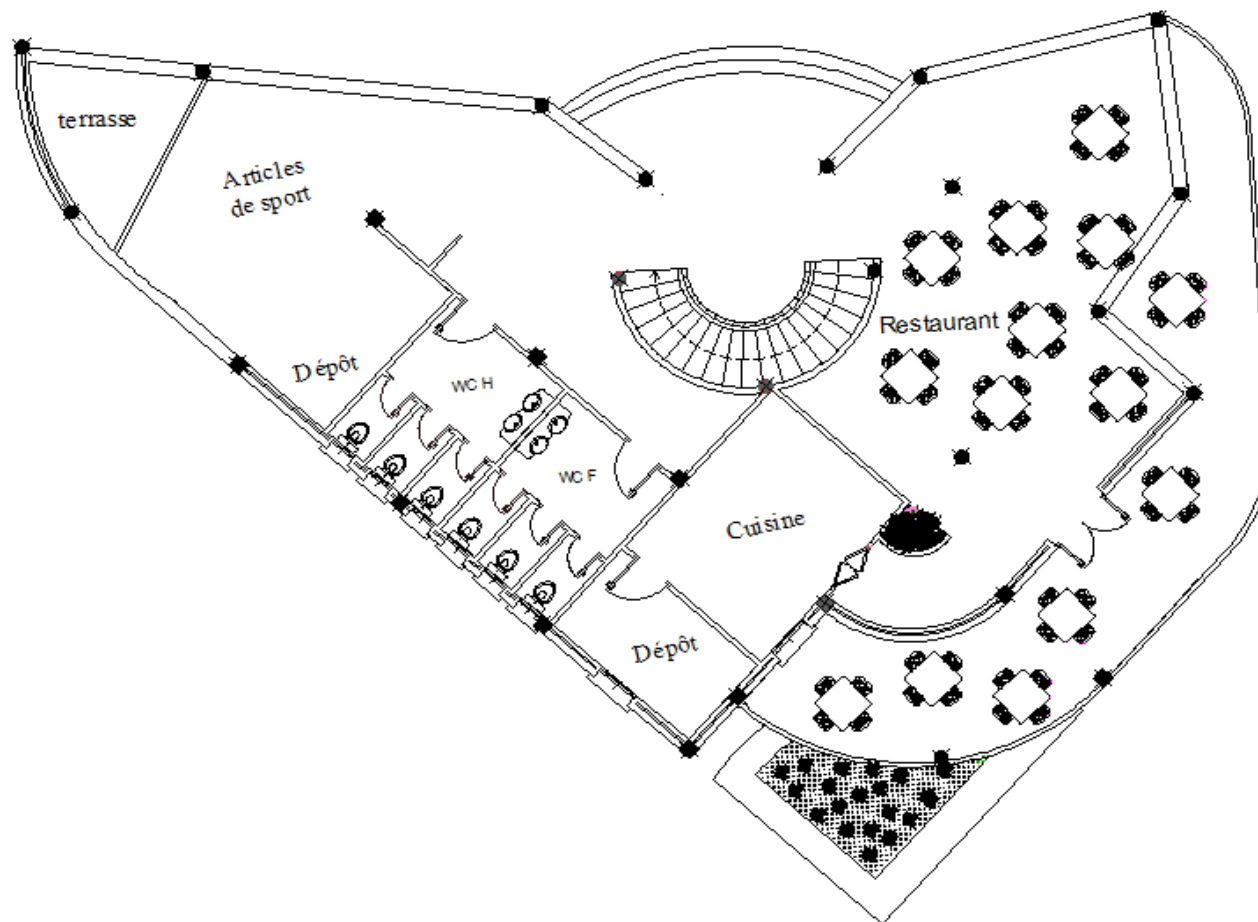 terrasse
Articles
de sport
Restaurant
Dépôt
WC H
WC F
Cuisine
Dépôt